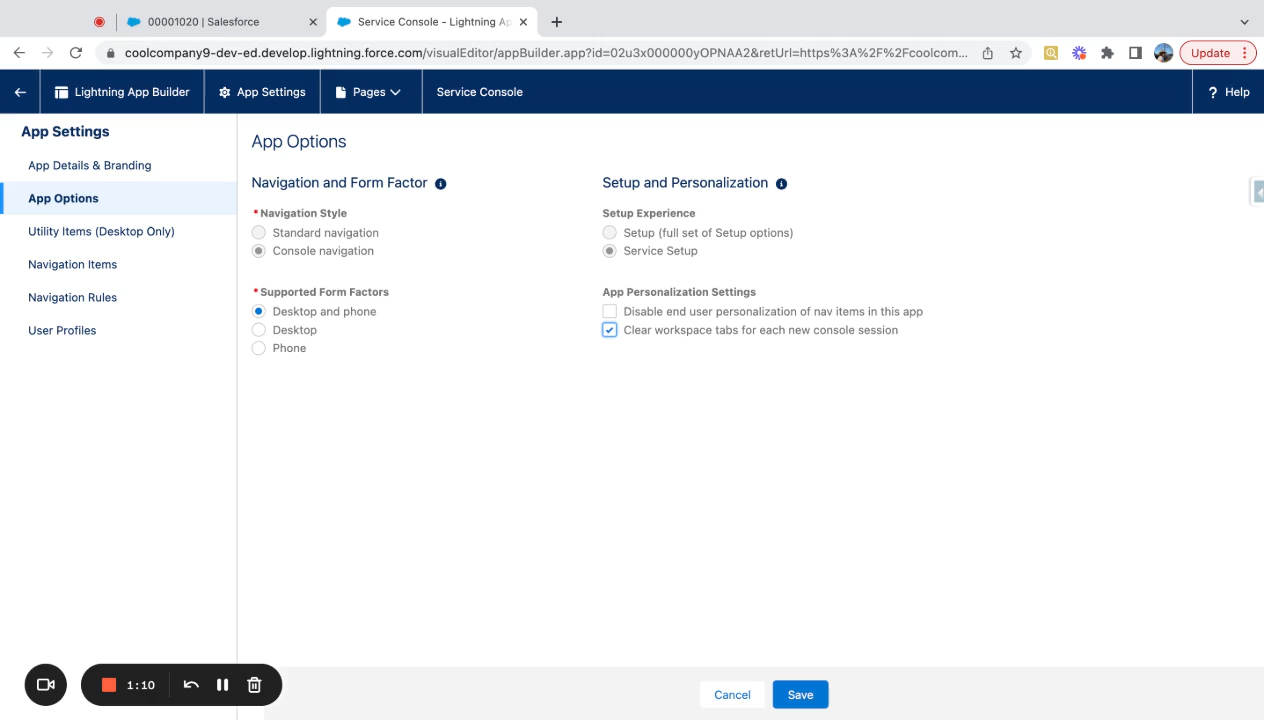 00001020 | Salesforce
Service Console - Lightning Ap
coolcompany9-dev-ed.develop.lightning.force.com/visualEditor/appBuilder.app?id=02u3x000000yOPNAA2&retUrl=https%3A%2F%2Fcoolcom...
Update
Lightning App Builder
App Settings
Pages
Service Console
? Help
App Settings
App Details & Branding
App Options
Utility Items (Desktop Only)
Navigation Items
Navigation Rules
User Profiles
App Options
Navigation and Form Factor
*Navigation Style
Standard navigation
Console navigation
*Supported Form Factors
Desktop and phone
Desktop
Phone
Setup and Personalization
Setup Experience
Setup (full set of Setup options)
Service Setup
App Personalization Settings
Disable end user personalization of nav items in this app
Clear workspace tabs for each new console session
1:10
Cancel
Save